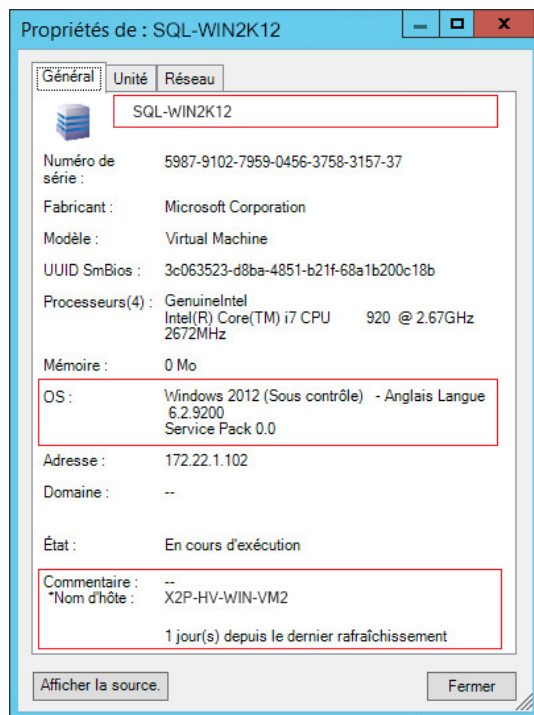 Propriétés de : SQL-WIN2K12
Général Unité Réseau
SQL-WIN2K12
Numéro de série : 5987-9102-7959-0456-3758-3157-37
Fabricant : Microsoft Corporation
Modèle : Virtual Machine
UUID SmBios : 3c063523-d8ba-4851-b21f-68a1b200c18b
Processeurs(4) : GenuineIntel
Intel(R) Core(TM) i7 CPU 920 @ 2.67GHz
2672MHz
Mémoire : 0 Mo
OS : Windows 2012 (Sous contrôle) - Anglais Langue
6.2.9200
Service Pack 0.0
Adresse : 172.22.1.102
Domaine : --
État : En cours d'exécution
Commentaire : --
*Nom d'hôte : X2P-HV-WIN-VM2
1 jour(s) depuis le dernier rafraîchissement
Afficher la source. Fermer